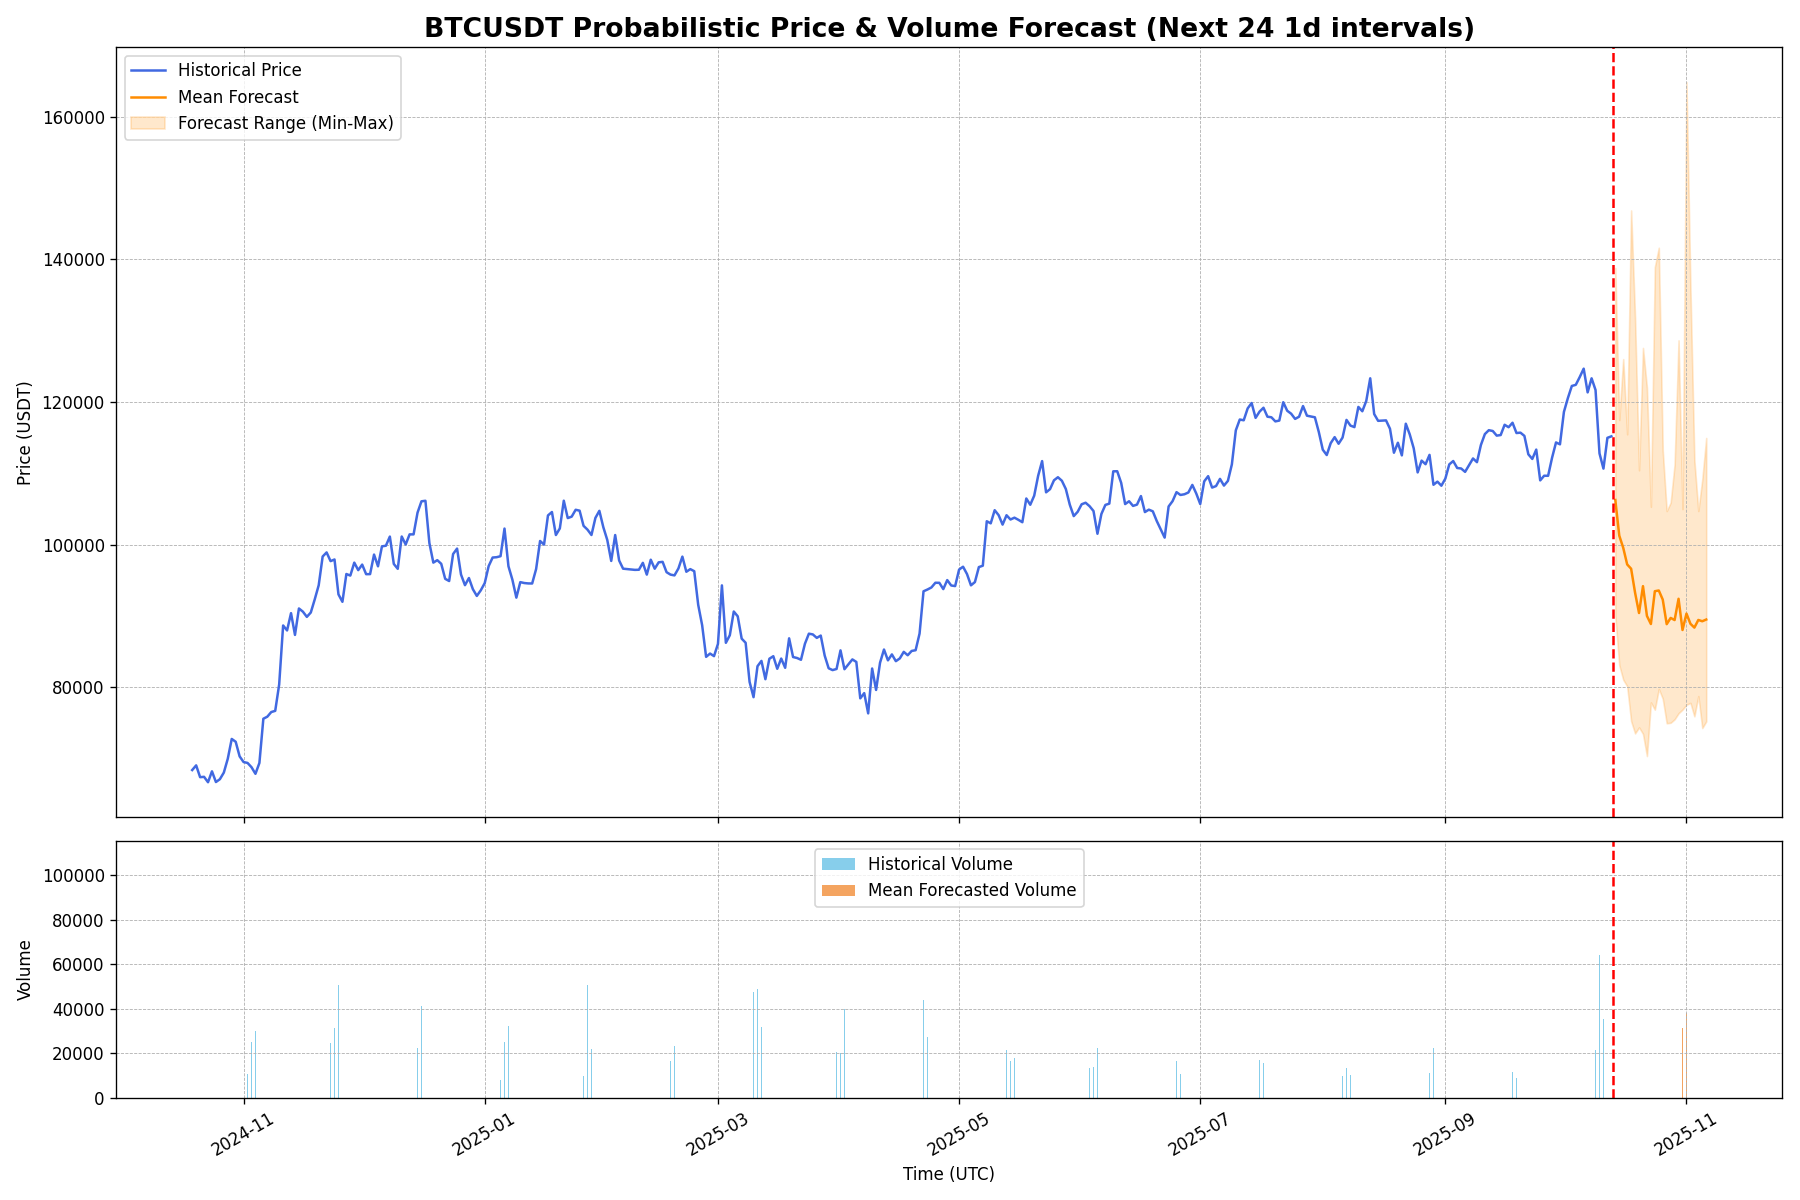 BTCUSDT Probabilistic Price & Volume Forecast (Next 24 1d intervals)
Historical Price
Mean Forecast
Forecast Range (Min-Max)
160000
140000
120000
100000
80000
Price (USDT)
Historical Volume
Mean Forecasted Volume
100000
80000
60000
40000
20000
0
Volume
2024-11
2025-01
2025-03
2025-05
2025-07
2025-09
2025-11
Time (UTC)